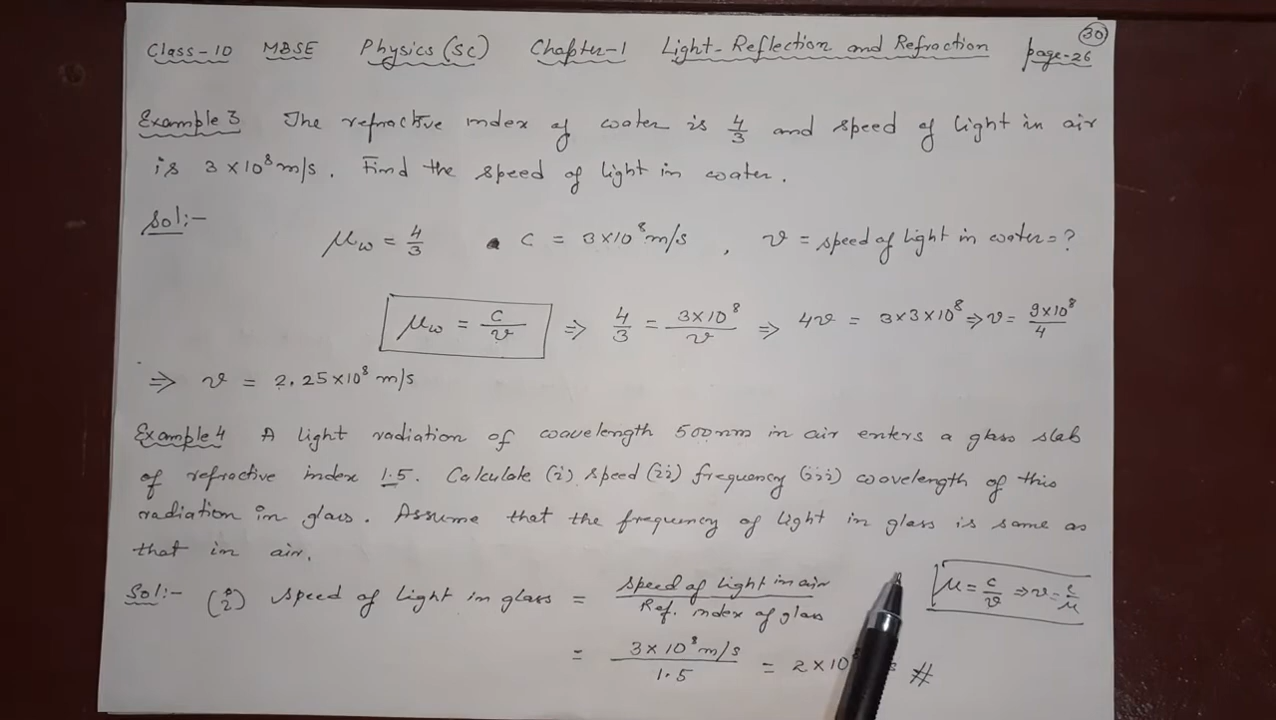 Class-10 MBSE Physics (SC) Chapter-1 Light-Reflection and Refraction page-26 30
Example 3 The refractive index of water is 4/3 and speed of light in air
is 3×10⁸ m/s. Find the speed of light in water.
Sol:-
μw = 4/3 c = 3×10⁸ m/s , v = speed of light in water = ?
μw = c/v ⇒ 4/3 = 3×10⁸/v ⇒ 4v = 3×3×10⁸ ⇒ v = 9×10⁸/4
⇒ v = 2.25×10⁸ m/s
Example 4 A light radiation of wavelength 500nm in air enters a glass slab
of refractive index 1.5. Calculate (i) speed (ii) frequency (iii) wavelength of this
radiation in glass. Assume that the frequency of light in glass is same as
that in air.
Sol:- (i) speed of light in glass = speed of light in air / Ref. index of glass
μ = c/v ⇒ v = c/μ
= 3×10⁸ m/s / 1.5 = 2×10 #